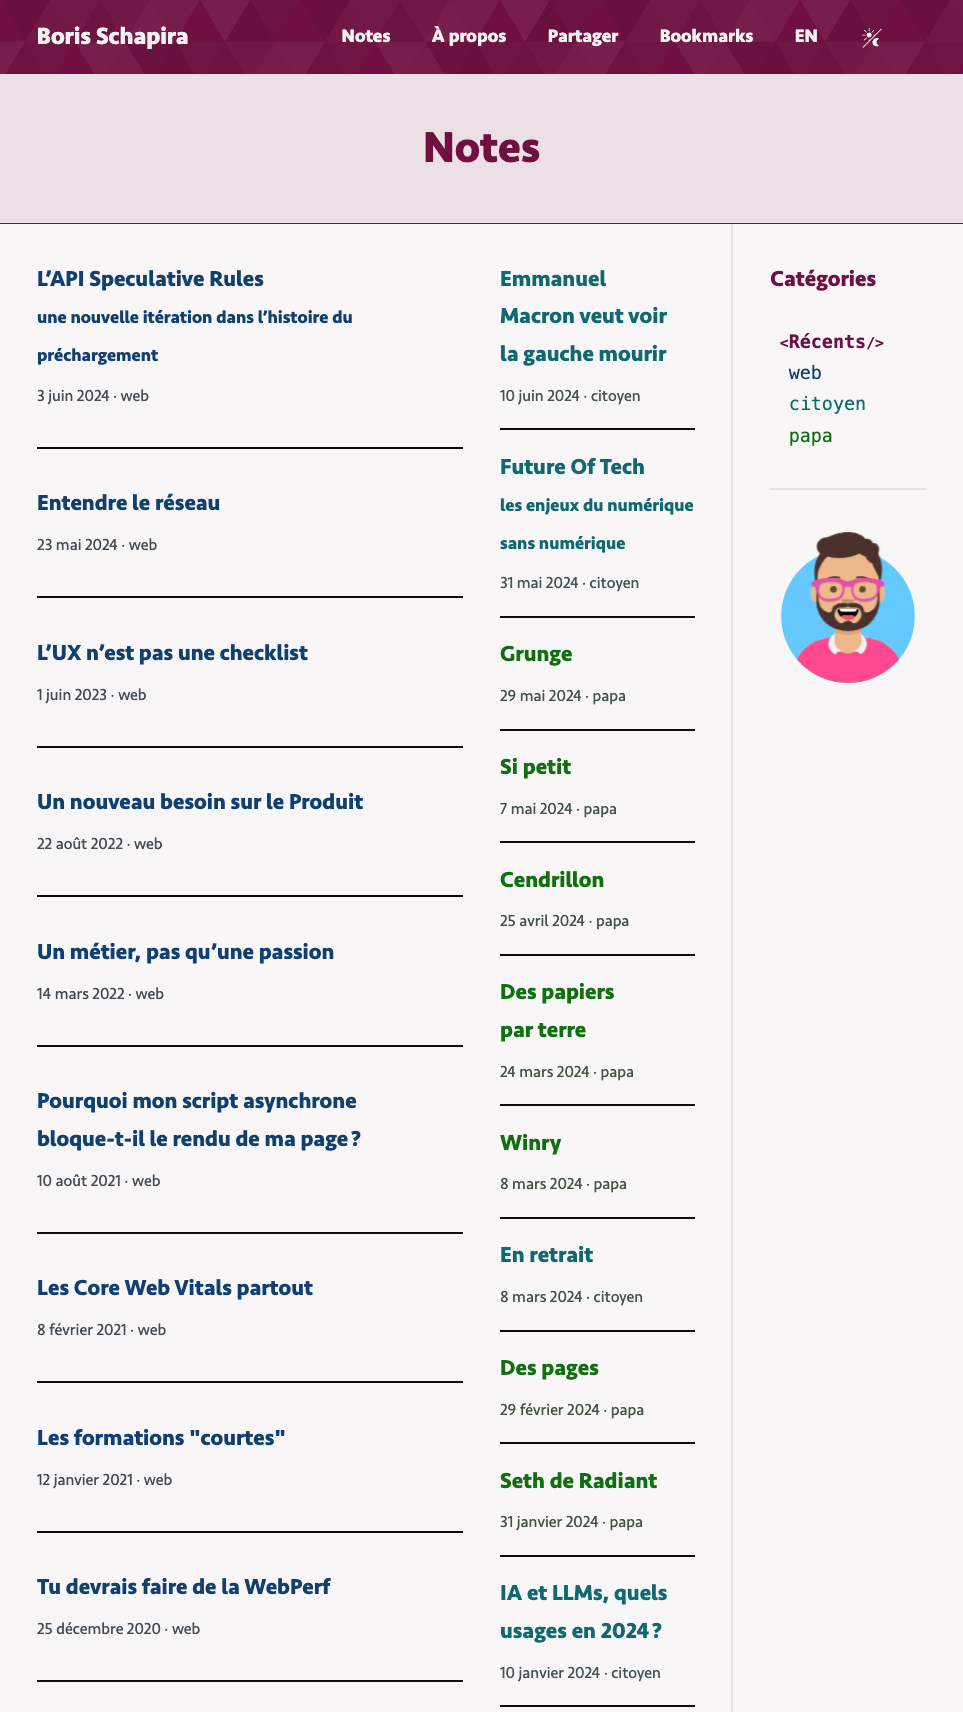 Boris Schapira
Notes
À propos
Partager
Bookmarks
EN
Notes
L’API Speculative Rules
une nouvelle itération dans l’histoire du
préchargement
3 juin 2024 · web
Entendre le réseau
23 mai 2024 · web
L’UX n’est pas une checklist
1 juin 2023 · web
Un nouveau besoin sur le Produit
22 août 2022 · web
Un métier, pas qu’une passion
14 mars 2022 · web
Pourquoi mon script asynchrone
bloque-t-il le rendu de ma page ?
10 août 2021 · web
Les Core Web Vitals partout
8 février 2021 · web
Les formations "courtes"
12 janvier 2021 · web
Tu devrais faire de la WebPerf
25 décembre 2020 · web
Emmanuel
Macron veut voir
la gauche mourir
10 juin 2024 · citoyen
Future Of Tech
les enjeux du numérique
sans numérique
31 mai 2024 · citoyen
Grunge
29 mai 2024 · papa
Si petit
7 mai 2024 · papa
Cendrillon
25 avril 2024 · papa
Des papiers
par terre
24 mars 2024 · papa
Winry
8 mars 2024 · papa
En retrait
8 mars 2024 · citoyen
Des pages
29 février 2024 · papa
Seth de Radiant
31 janvier 2024 · papa
IA et LLMs, quels
usages en 2024 ?
10 janvier 2024 · citoyen
Catégories
<Récents/>
web
citoyen
papa